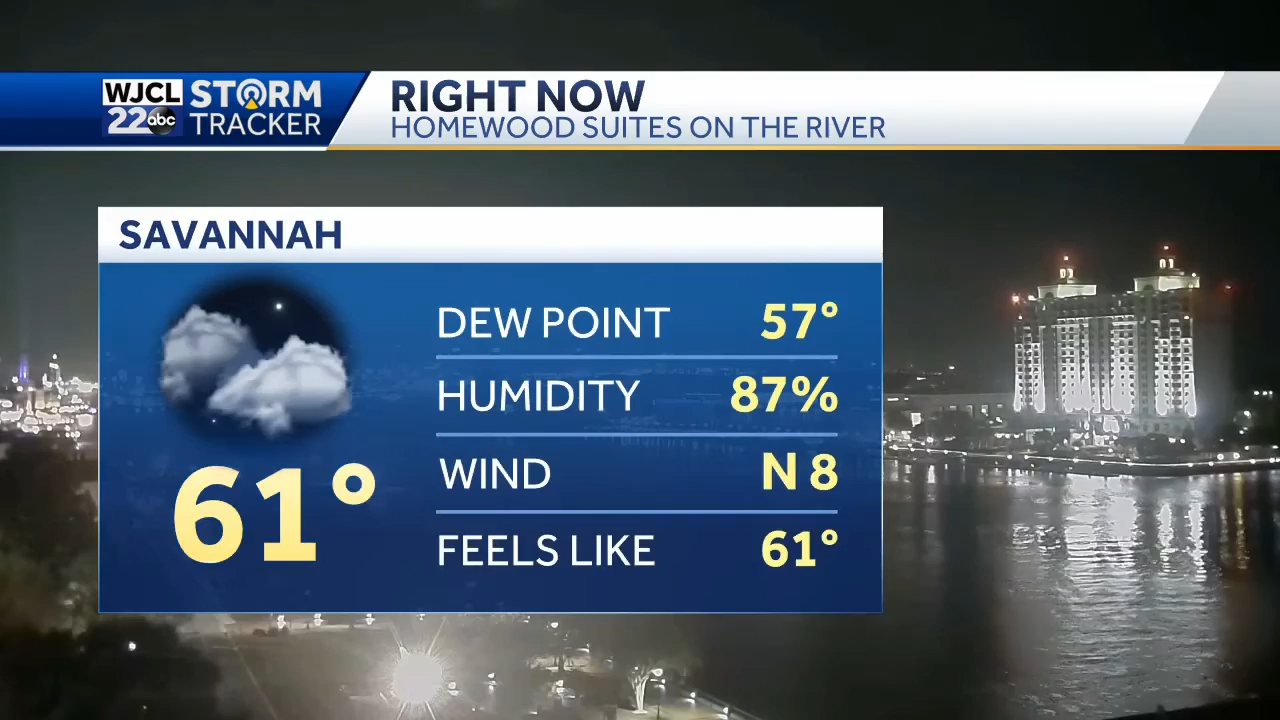 WJCL
22 abc
STORM
TRACKER
RIGHT NOW
HOMEWOOD SUITES ON THE RIVER
SAVANNAH
61°
DEW POINT 57°
HUMIDITY 87%
WIND N 8
FEELS LIKE 61°